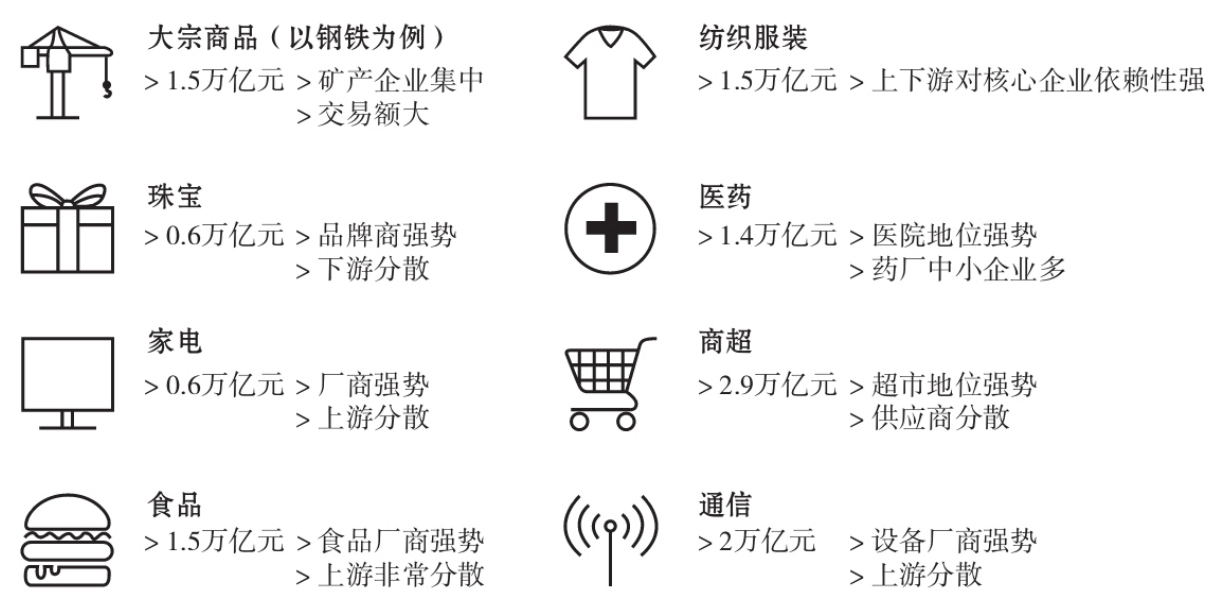 大宗商品（以钢铁为例）
> 1.5万亿元 > 矿产企业集中
> 交易额大
纺织服装
> 1.5万亿元 > 上下游对核心企业依赖性强
珠宝
> 0.6万亿元 > 品牌商强势
> 下游分散
医药
> 1.4万亿元 > 医院地位强势
> 药厂中小企业多
家电
> 0.6万亿元 > 厂商强势
> 上游分散
商超
> 2.9万亿元 > 超市地位强势
> 供应商分散
食品
> 1.5万亿元 > 食品厂商强势
> 上游非常分散
通信
> 2万亿元 > 设备厂商强势
> 上游分散